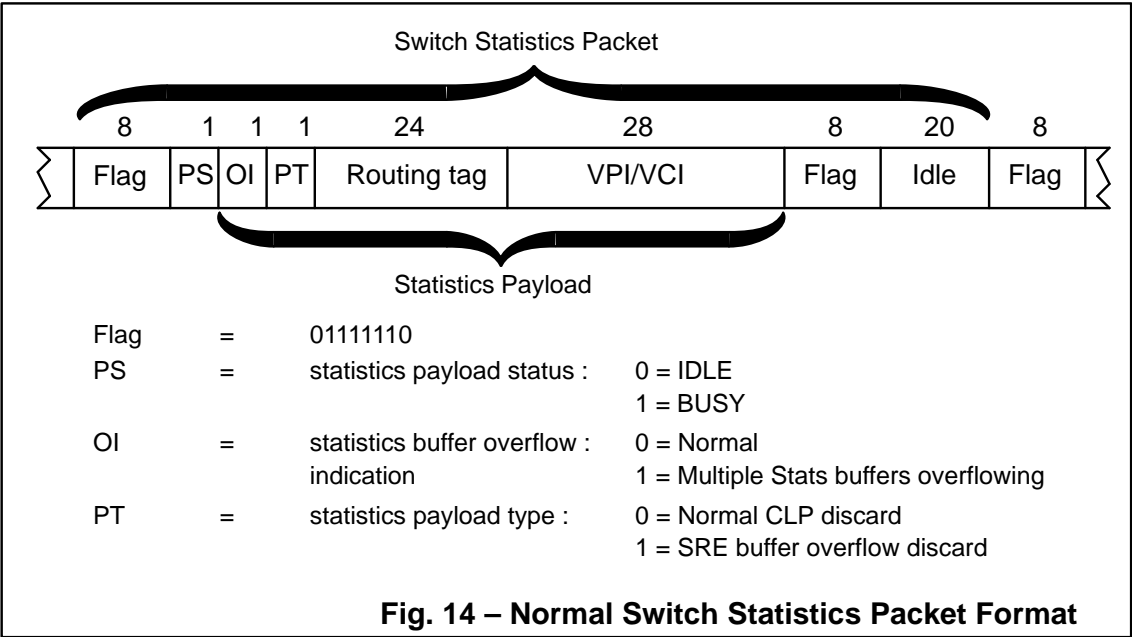 Switch Statistics Packet
8 1 1 1 24 28 8 20 8
Flag PS OI PT Routing tag VPI/VCI Flag Idle Flag
Statistics Payload
Flag = 01111110
PS = statistics payload status : 0 = IDLE
1 = BUSY
OI = statistics buffer overflow : 0 = Normal
indication 1 = Multiple Stats buffers overflowing
PT = statistics payload type : 0 = Normal CLP discard
1 = SRE buffer overflow discard
Fig. 14 – Normal Switch Statistics Packet Format